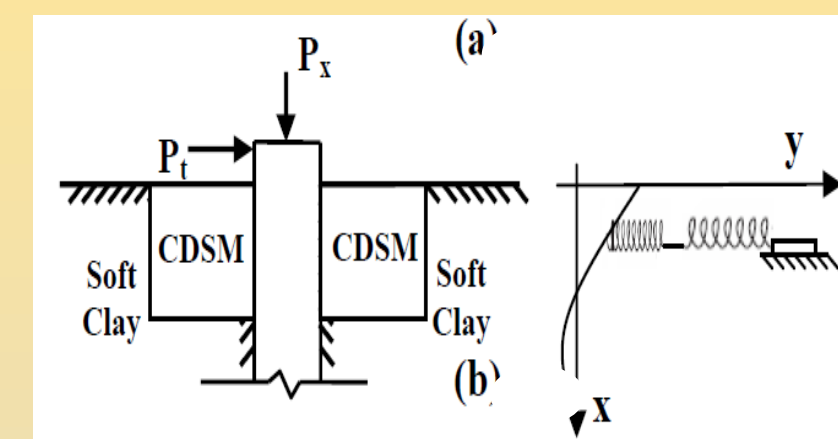 (a)
Px
Pt
y
CDSM
CDSM
Soft
Clay
Soft
Clay
(b)
x